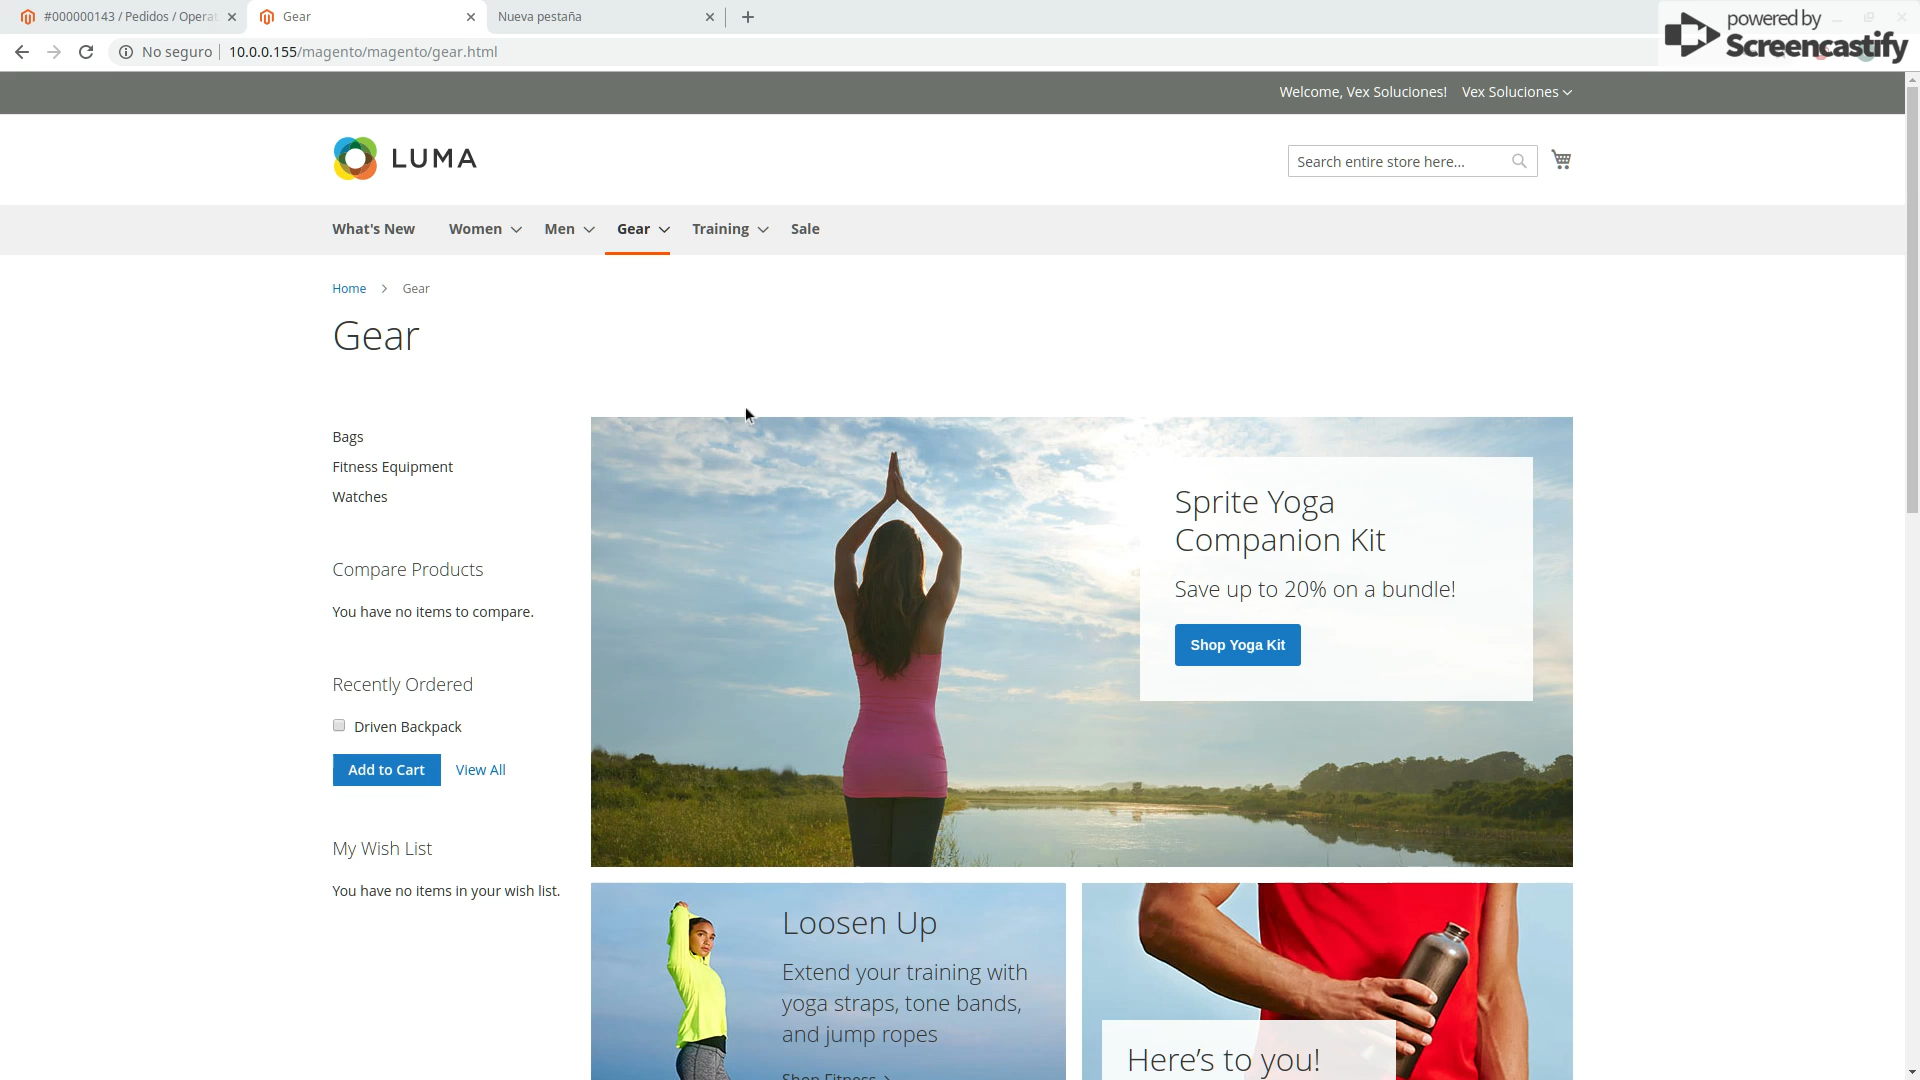 #000000143 / Pedidos / Opera
Gear
Nueva pestaña
powered by
Screencastify
No seguro
10.0.0.155/magento/magento/gear.html
Welcome, Vex Soluciones!
Vex Soluciones
LUMA
Search entire store here...
What's New
Women
Men
Gear
Training
Sale
Home
Gear
Gear
Bags
Fitness Equipment
Watches
Compare Products
You have no items to compare.
Recently Ordered
Driven Backpack
Add to Cart
View All
My Wish List
You have no items in your wish list.
Sprite Yoga
Companion Kit
Save up to 20% on a bundle!
Shop Yoga Kit
Loosen Up
Extend your training with
yoga straps, tone bands,
and jump ropes
Shop Fitness
Here's to you!